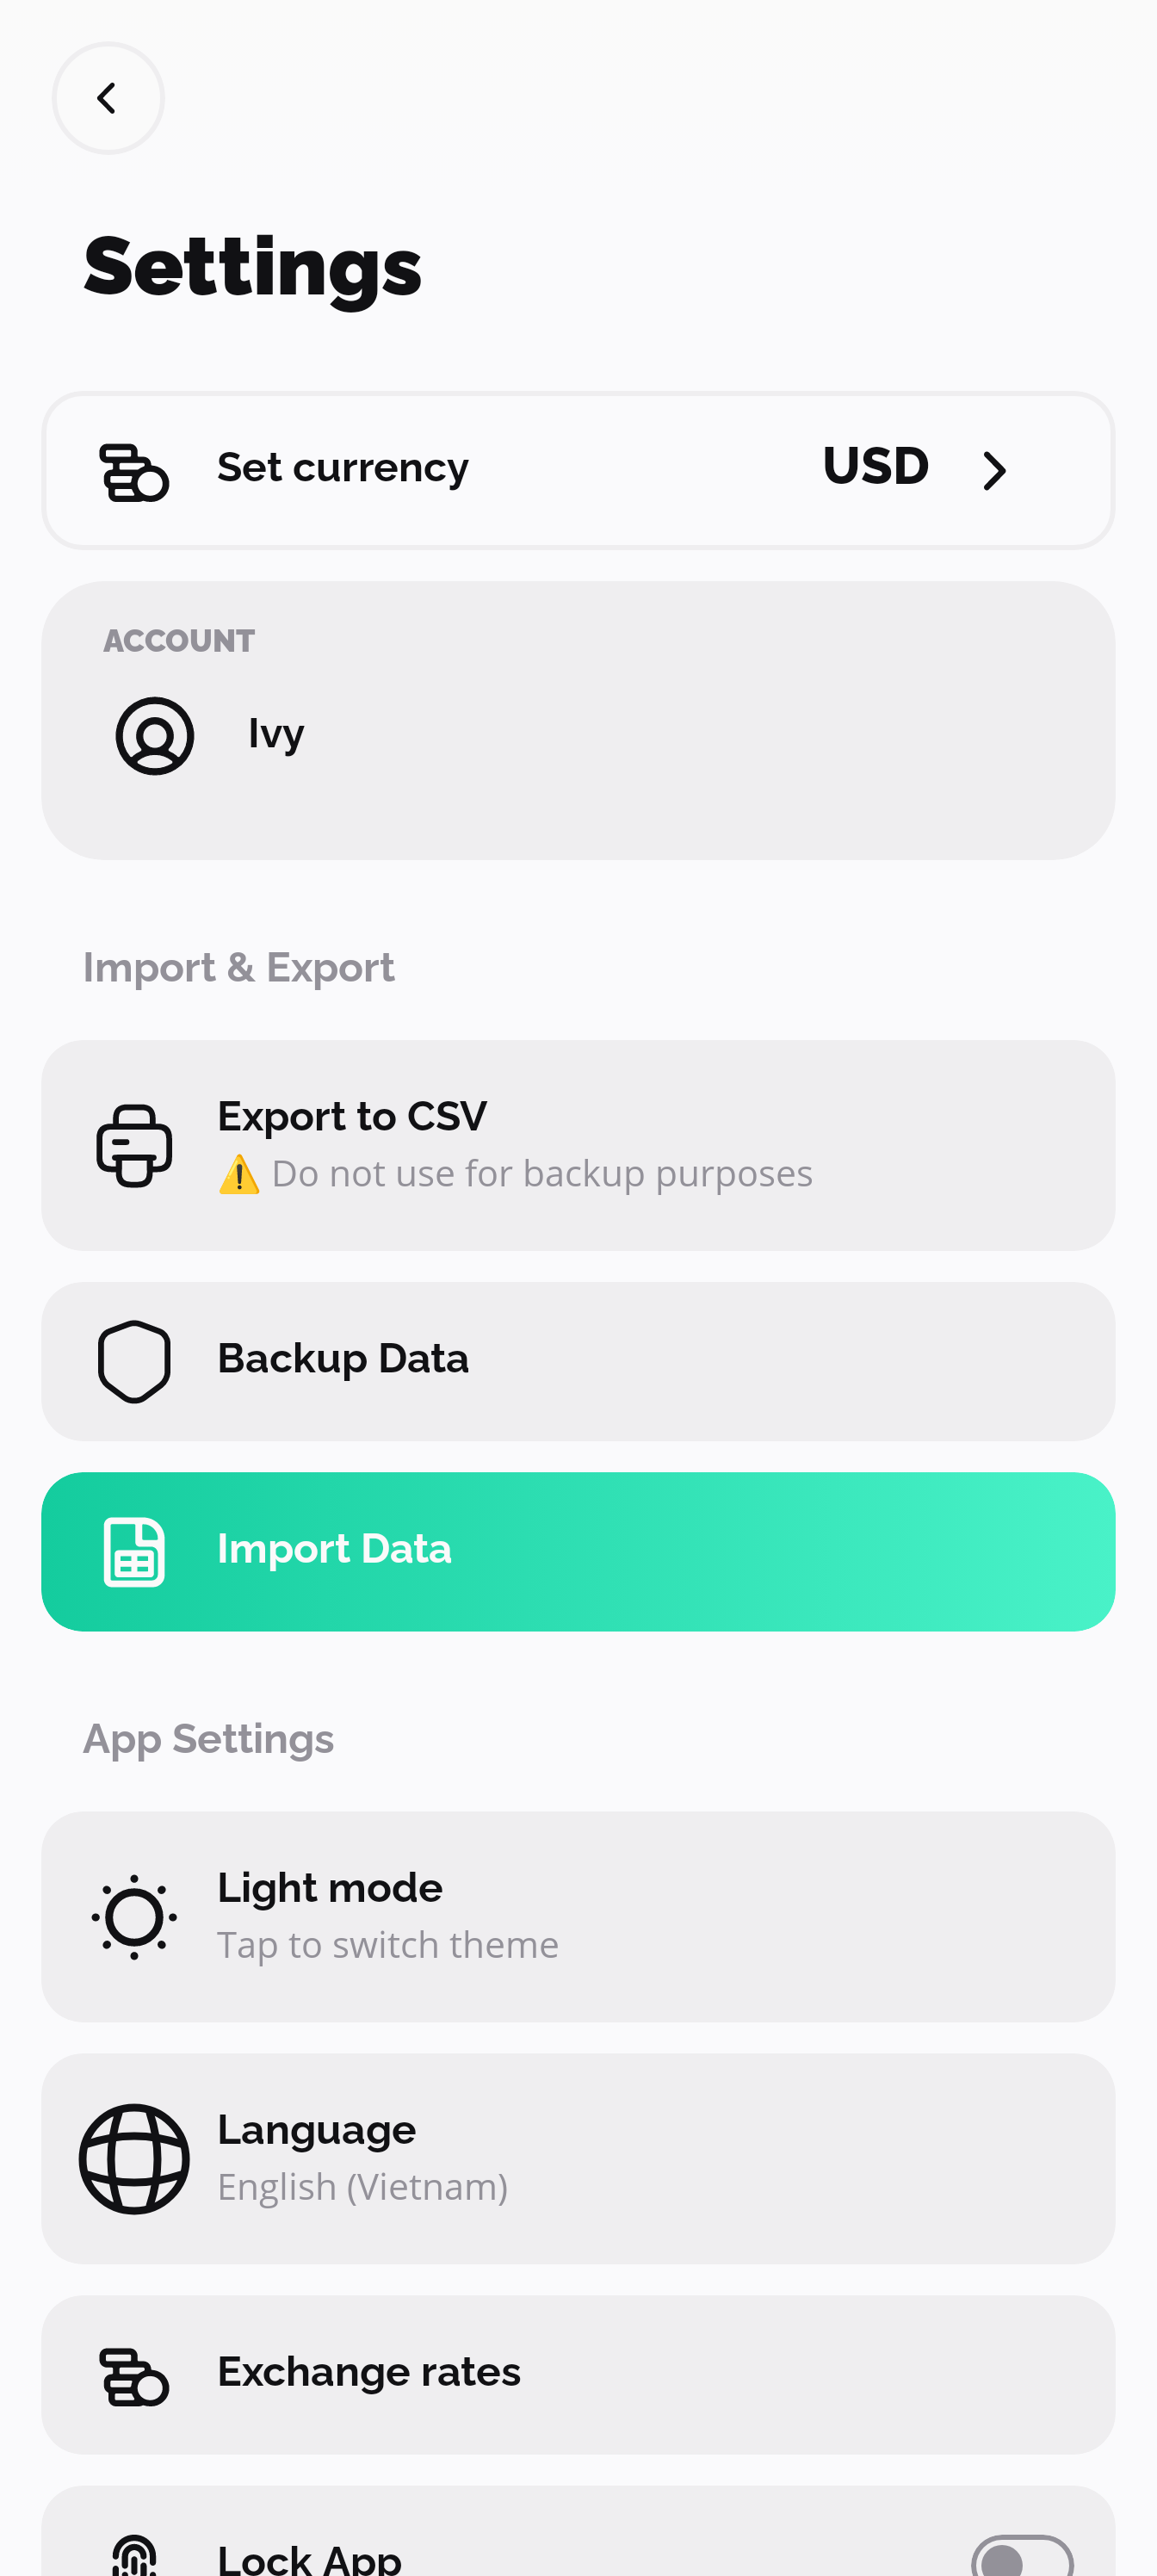 Settings
Set currency
USD
ACCOUNT
Ivy
Import & Export
Export to CSV
⚠️ Do not use for backup purposes
Backup Data
Import Data
App Settings
Light mode
Tap to switch theme
Language
English (Vietnam)
Exchange rates
Lock App